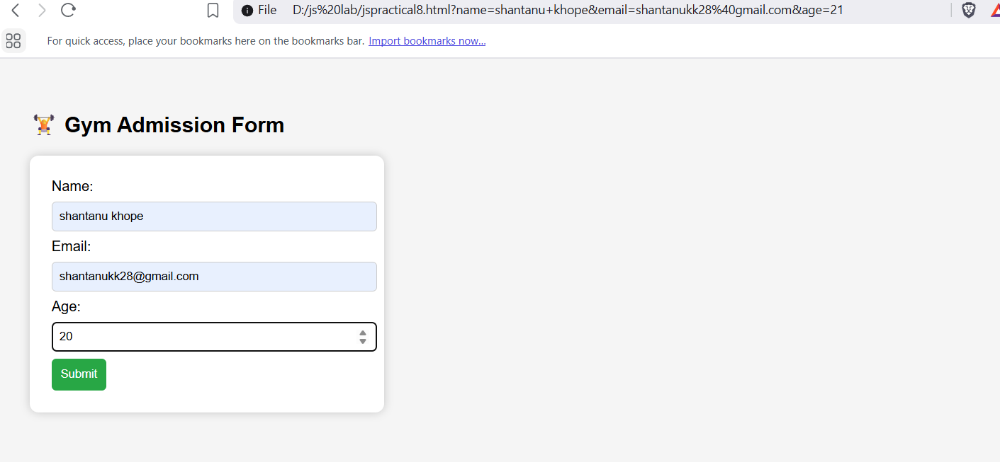 File D:/js%20lab/jspractical8.html?name=shantanu+khope&email=shantanukk28%40gmail.com&age=21
For quick access, place your bookmarks here on the bookmarks bar. Import bookmarks now...
Gym Admission Form
Name:
shantanu khope
Email:
shantanukk28@gmail.com
Age:
20
Submit